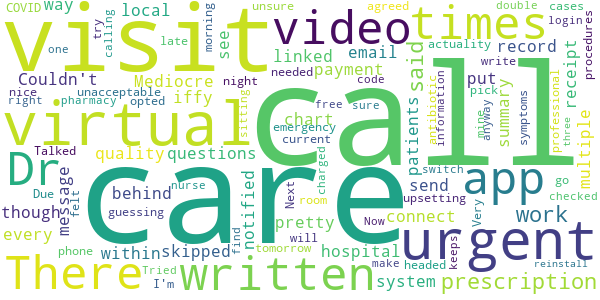 COVID way local unsure agreed double cases
visit video times
one try calling late morning see email login
Couldn't linked record procedures
night needed code write
nice unacceptable Mediocre payment put receipt
right pharmacy opted iffy said actuality pick
virtual call
sitting free sure chart summary antibiotic information mine anyway symptoms professional three multiple
Talked quality questions emergency current patients
Dr care app
Due felt message behind nurse notified charged room connect switch go
though guessing Next pretty send work checked
upsetting
every within skipped find will hospital Now Very urgent
phone tomorrow make headed keeps reinstall
There Tried I'm written system prescription